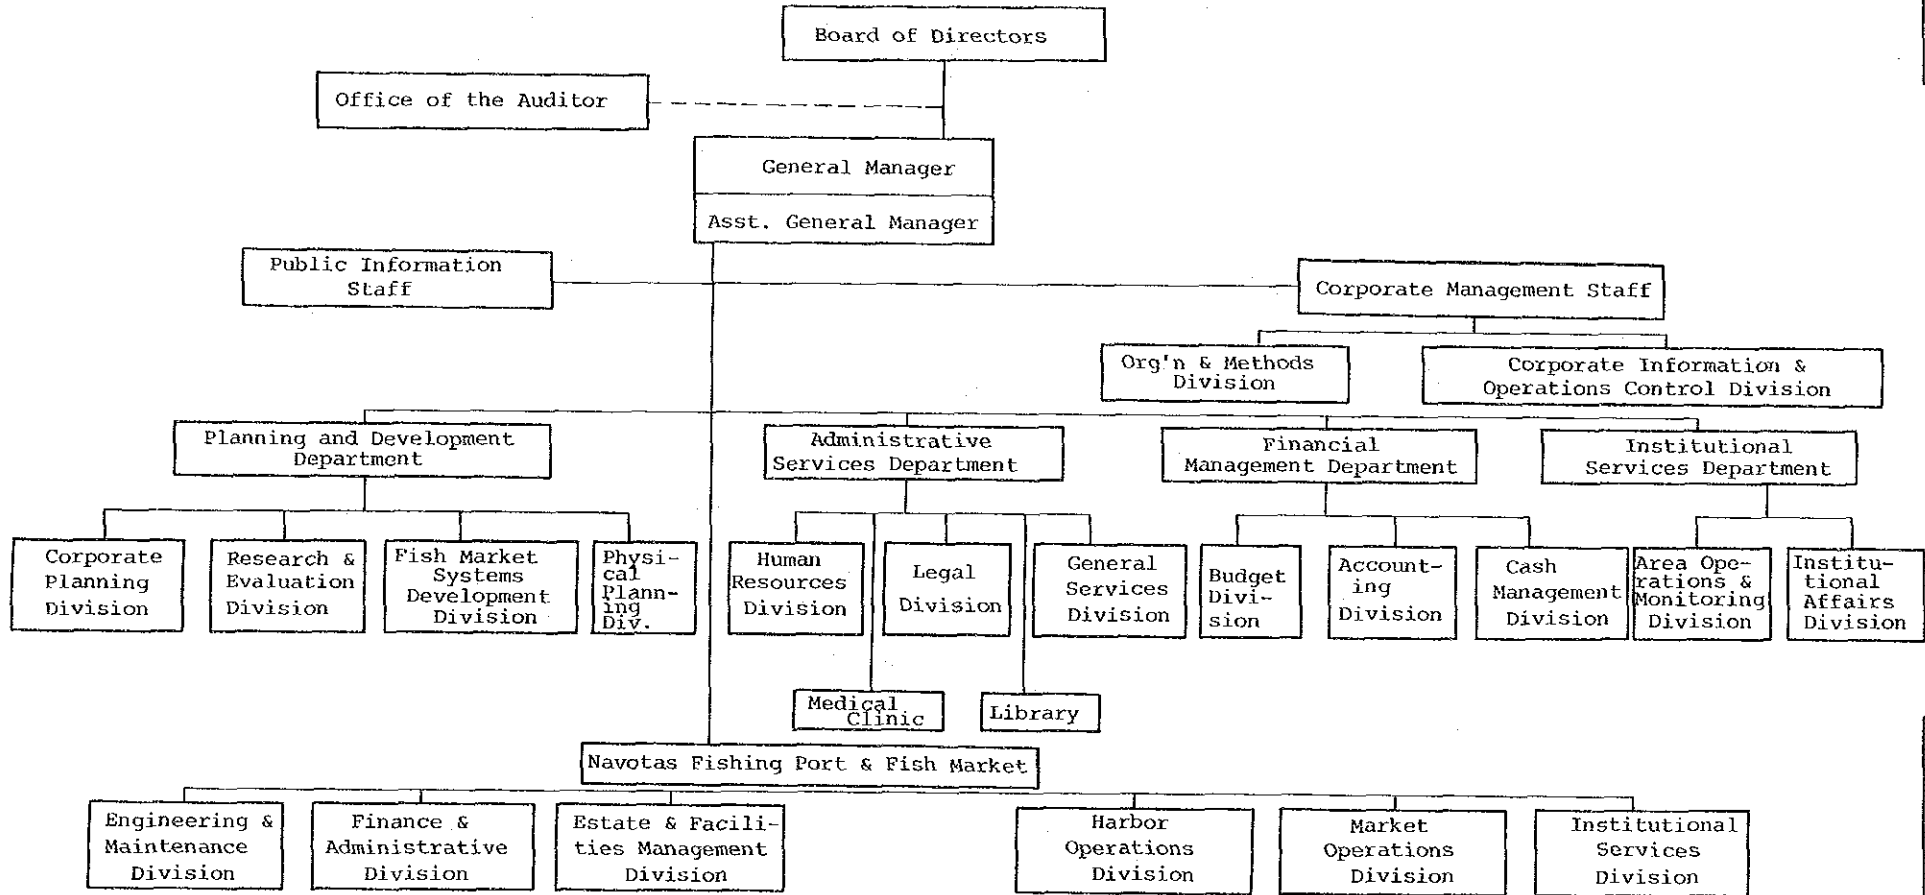 Board of Directors
Office of the Auditor
General Manager
Asst. General Manager
Public Information
Staff
Corporate Management Staff
Org'n & Methods
Division
Corporate Information &
Operations Control Division
Planning and Development
Department
Administrative
Services Department
Financial
Management Department
Institutional
Services Department
Corporate
Planning
Division
Research &
Evaluation
Division
Fish Market
Systems
Development
Division
Physi-
cal
Plann-
ing
Div.
Human
Resources
Division
Legal
Division
General
Services
Division
Budget
Divi-
sion
Account-
ing
Division
Cash
Management
Division
Area Ope-
rations &
Monitoring
Division
Institu-
tional
Affairs
Division
Medical
Clinic
Library
Navotas Fishing Port & Fish Market
Engineering &
Maintenance
Division
Finance &
Administrative
Division
Estate & Facili-
ties Management
Division
Harbor
Operations
Division
Market
Operations
Division
Institutional
Services
Division